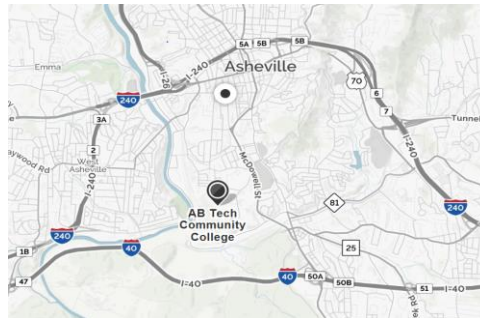 5A
5B
5B
Asheville
Emma
I-26
I-240
70
240
6
7
3A
Tunnel
2
I-240
aywood Rd
West
Asheville
I-240
McDowell St
AB Tech
Community
College
81
240
240
1B
40
25
47
I=40
I=40
40
50A
50B
51